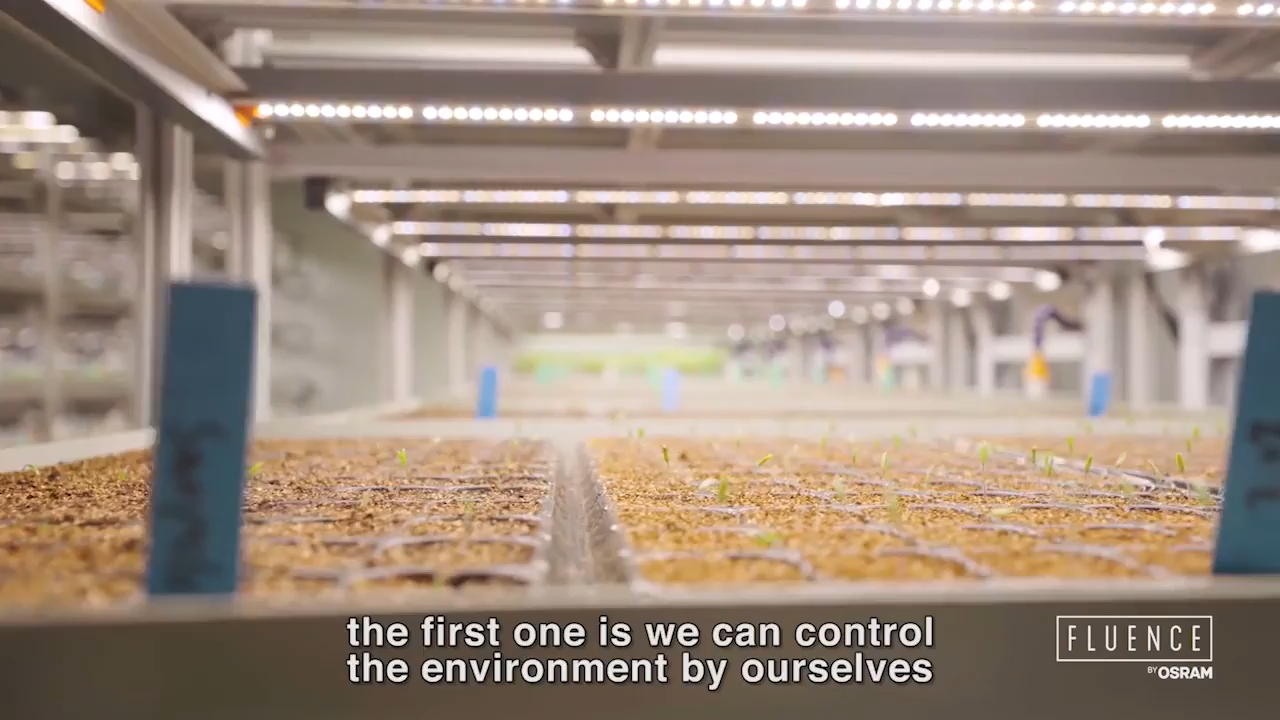 the first one is we can control
the environment by ourselves
FLUENCE
BY OSRAM